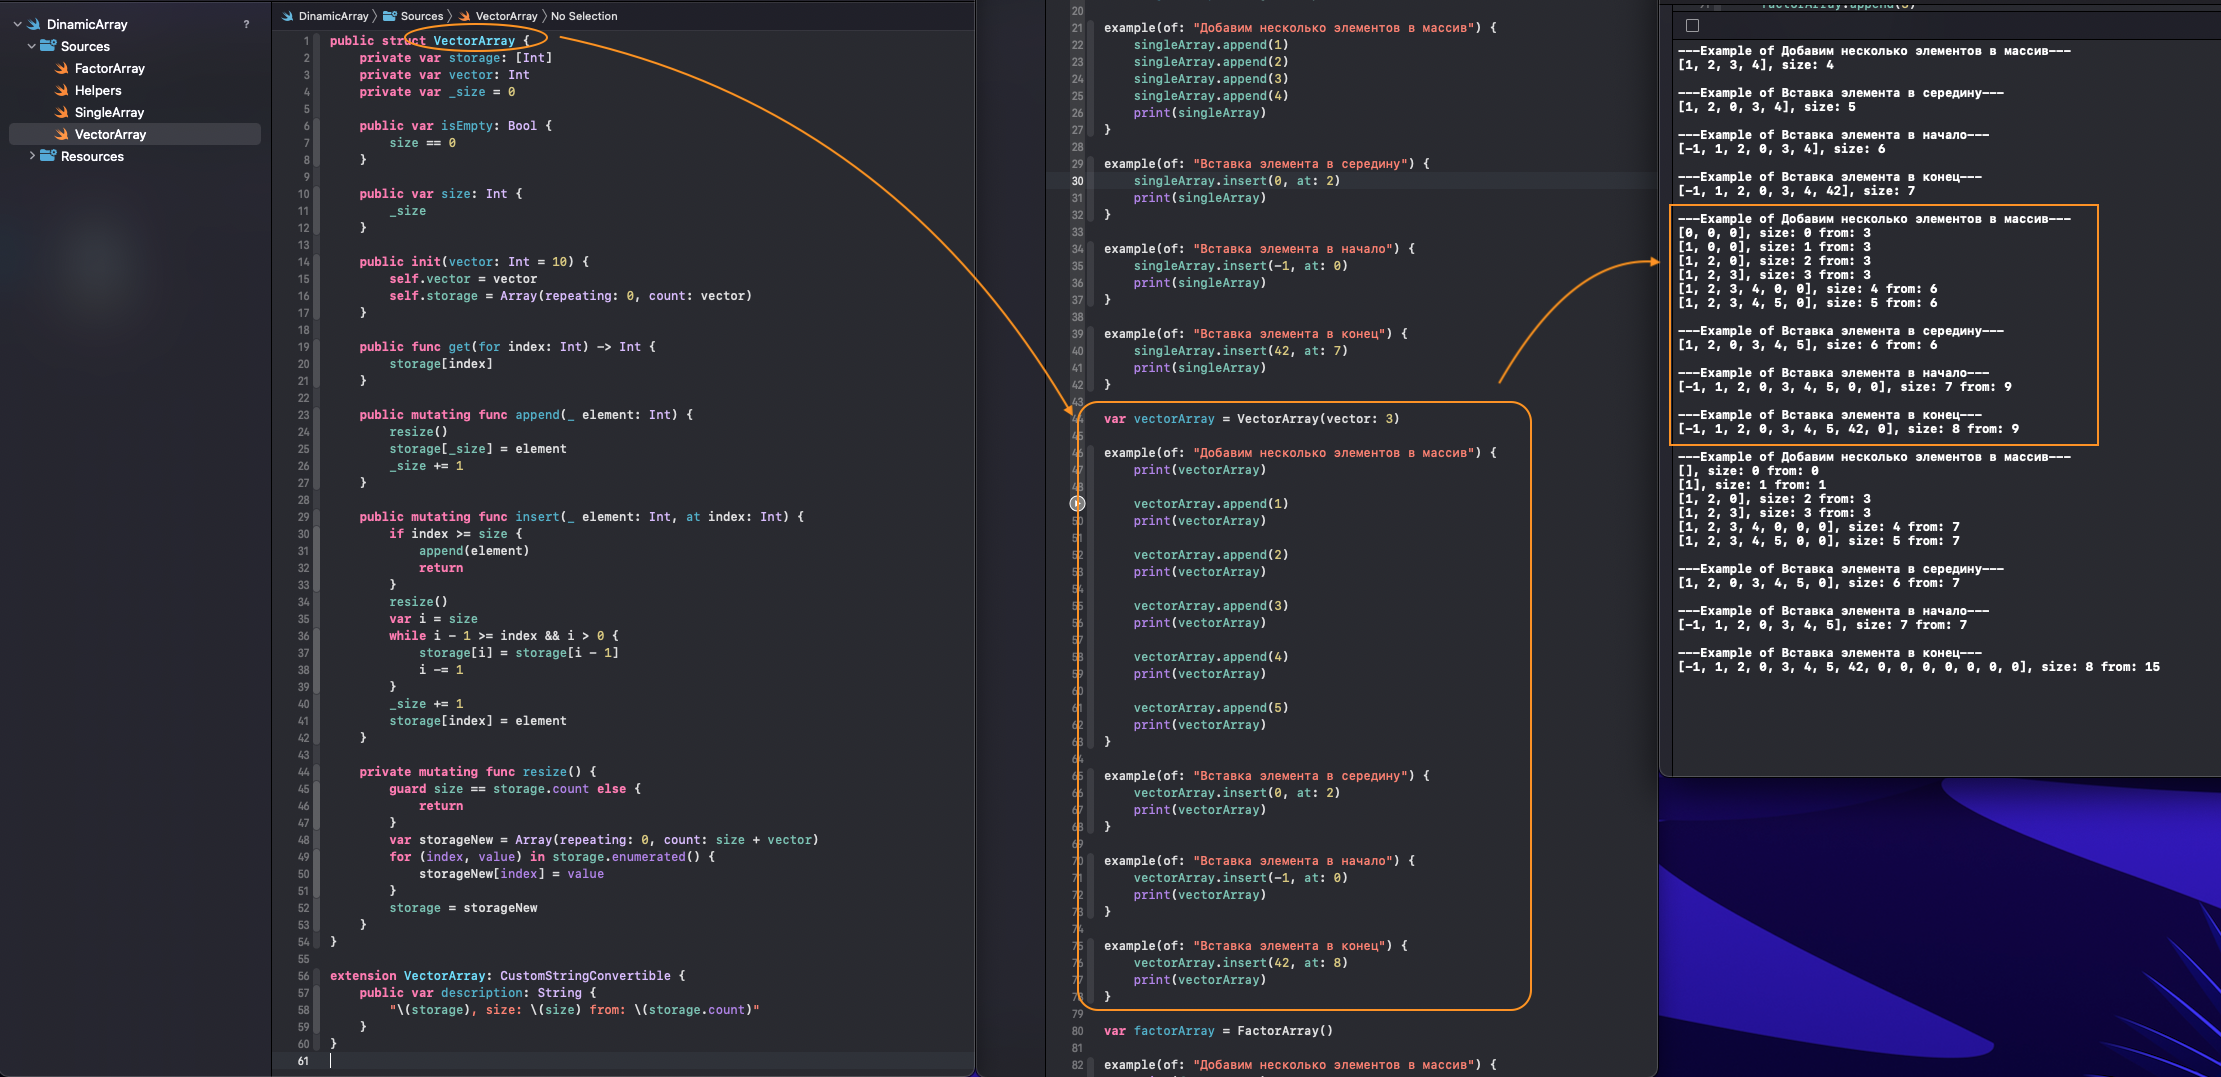 DinamicArray
?
Sources
FactorArray
Helpers
SingleArray
VectorArray
Resources
DinamicArray 〉 Sources 〉 VectorArray 〉 No Selection
1 public struct VectorArray {
2 private var storage: [Int]
3 private var vector: Int
4 private var _size = 0
5
6 public var isEmpty: Bool {
7 size == 0
8 }
9
10 public var size: Int {
11 _size
12 }
13
14 public init(vector: Int = 10) {
15 self.vector = vector
16 self.storage = Array(repeating: 0, count: vector)
17 }
18
19 public func get(for index: Int) -> Int {
20 storage[index]
21 }
22
23 public mutating func append(_ element: Int) {
24 resize()
25 storage[_size] = element
26 _size += 1
27 }
28
29 public mutating func insert(_ element: Int, at index: Int) {
30 if index >= size {
31 append(element)
32 return
33 }
34 resize()
35 var i = size
36 while i - 1 >= index && i > 0 {
37 storage[i] = storage[i - 1]
38 i -= 1
39 }
40 _size += 1
41 storage[index] = element
42 }
43
44 private mutating func resize() {
45 guard size == storage.count else {
46 return
47 }
48 var storageNew = Array(repeating: 0, count: size + vector)
49 for (index, value) in storage.enumerated() {
50 storageNew[index] = value
51 }
52 storage = storageNew
53 }
54 }
55
56 extension VectorArray: CustomStringConvertible {
57 public var description: String {
58 "\(storage), size: \(size) from: \(storage.count)"
59 }
60 }
61
20
21 example(of: "Добавим несколько элементов в массив") {
22 singleArray.append(1)
23 singleArray.append(2)
24 singleArray.append(3)
25 singleArray.append(4)
26 print(singleArray)
27 }
28
29 example(of: "Вставка элемента в середину") {
30 singleArray.insert(0, at: 2)
31 print(singleArray)
32 }
33
34 example(of: "Вставка элемента в начало") {
35 singleArray.insert(-1, at: 0)
36 print(singleArray)
37 }
38
39 example(of: "Вставка элемента в конец") {
40 singleArray.insert(42, at: 7)
41 print(singleArray)
42 }
43
44 var vectorArray = VectorArray(vector: 3)
45
46 example(of: "Добавим несколько элементов в массив") {
47 print(vectorArray)
48
vectorArray.append(1)
50 print(vectorArray)
51
52 vectorArray.append(2)
53 print(vectorArray)
54
55 vectorArray.append(3)
56 print(vectorArray)
57
58 vectorArray.append(4)
59 print(vectorArray)
60
61 vectorArray.append(5)
62 print(vectorArray)
63 }
64
65 example(of: "Вставка элемента в середину") {
66 vectorArray.insert(0, at: 2)
67 print(vectorArray)
68 }
69
70 example(of: "Вставка элемента в начало") {
71 vectorArray.insert(-1, at: 0)
72 print(vectorArray)
73 }
74
75 example(of: "Вставка элемента в конец") {
76 vectorArray.insert(42, at: 8)
77 print(vectorArray)
78 }
79
80 var factorArray = FactorArray()
81
82 example(of: "Добавим несколько элементов в массив") {
---Example of Добавим несколько элементов в массив---
[1, 2, 3, 4], size: 4
---Example of Вставка элемента в середину---
[1, 2, 0, 3, 4], size: 5
---Example of Вставка элемента в начало---
[-1, 1, 2, 0, 3, 4], size: 6
---Example of Вставка элемента в конец---
[-1, 1, 2, 0, 3, 4, 42], size: 7
---Example of Добавим несколько элементов в массив---
[0, 0, 0], size: 0 from: 3
[1, 0, 0], size: 1 from: 3
[1, 2, 0], size: 2 from: 3
[1, 2, 3], size: 3 from: 3
[1, 2, 3, 4, 0, 0], size: 4 from: 6
[1, 2, 3, 4, 5, 0], size: 5 from: 6
---Example of Вставка элемента в середину---
[1, 2, 0, 3, 4, 5], size: 6 from: 6
---Example of Вставка элемента в начало---
[-1, 1, 2, 0, 3, 4, 5, 0, 0], size: 7 from: 9
---Example of Вставка элемента в конец---
[-1, 1, 2, 0, 3, 4, 5, 42, 0], size: 8 from: 9
---Example of Добавим несколько элементов в массив---
[], size: 0 from: 0
[1], size: 1 from: 1
[1, 2, 0], size: 2 from: 3
[1, 2, 3], size: 3 from: 3
[1, 2, 3, 4, 0, 0, 0], size: 4 from: 7
[1, 2, 3, 4, 5, 0, 0], size: 5 from: 7
---Example of Вставка элемента в середину---
[1, 2, 0, 3, 4, 5, 0], size: 6 from: 7
---Example of Вставка элемента в начало---
[-1, 1, 2, 0, 3, 4, 5], size: 7 from: 7
---Example of Вставка элемента в конец---
[-1, 1, 2, 0, 3, 4, 5, 42, 0, 0, 0, 0, 0, 0, 0], size: 8 from: 15